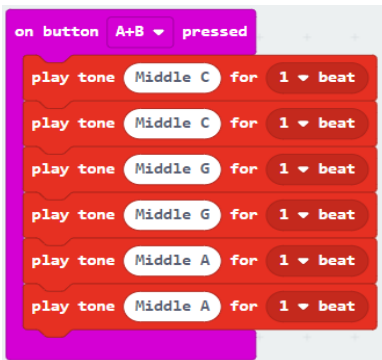 on button A+B pressed
play tone Middle C for 1 beat
play tone Middle C for 1 beat
play tone Middle G for 1 beat
play tone Middle G for 1 beat
play tone Middle A for 1 beat
play tone Middle A for 1 beat